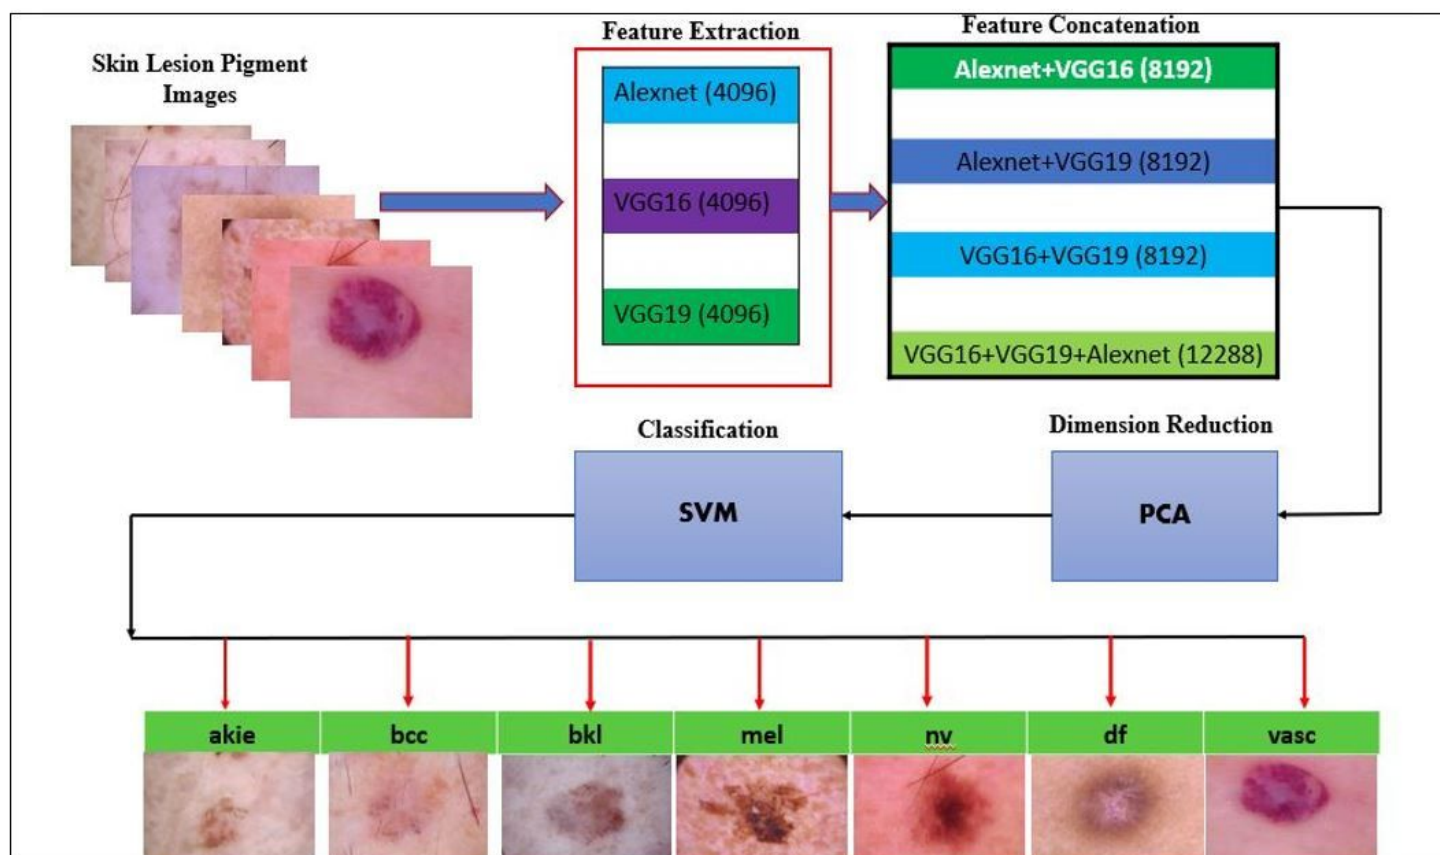 Skin Lesion Pigment
Images
Feature Extraction
Alexnet (4096)
VGG16 (4096)
VGG19 (4096)
Feature Concatenation
Alexnet+VGG16 (8192)
Alexnet+VGG19 (8192)
VGG16+VGG19 (8192)
VGG16+VGG19+Alexnet (12288)
Classification
SVM
Dimension Reduction
PCA
akie
bcc
bkl
mel
nv
df
vasc